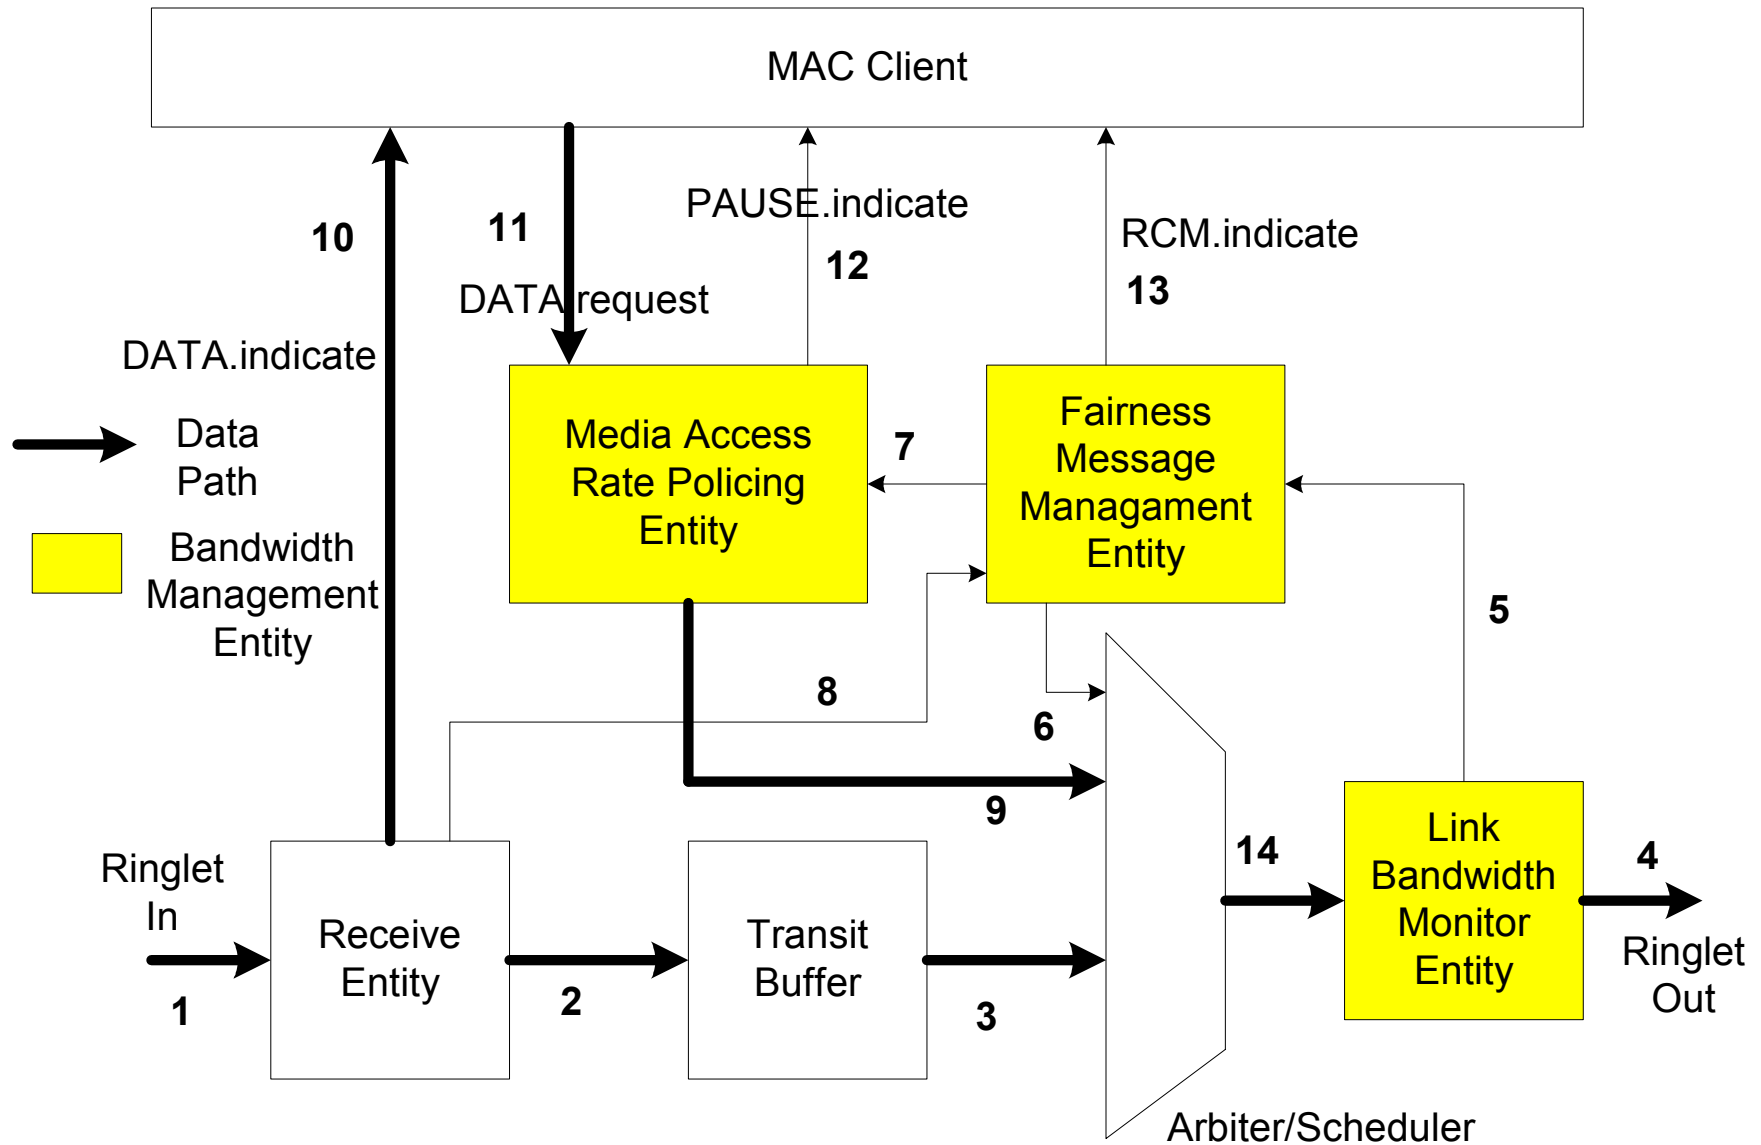 MAC Client
PAUSE.indicate
10
11
RCM.indicate
12
13
DATA.request
DATA.indicate
Data
Path
Media Access
Rate Policing
Entity
7
Fairness
Message
Managament
Entity
Bandwidth
Management
Entity
5
8
6
9
Ringlet
In
1
Receive
Entity
2
Transit
Buffer
3
14
Link
Bandwidth
Monitor
Entity
4
Ringlet
Out
Arbiter/Scheduler